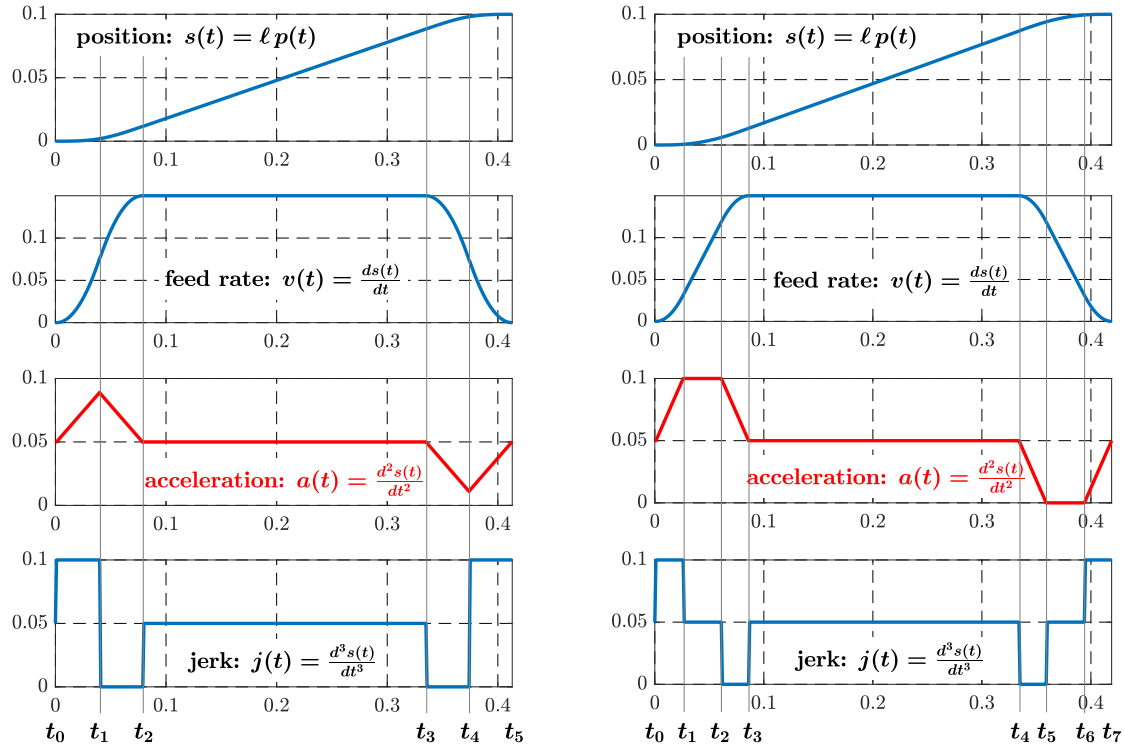 0.1
position: s(t) = ℓ p(t)
0.05
0
0 0.1 0.2 0.3 0.4
0.1
feed rate: v(t) = ds(t)/dt
0.05
0
0 0.1 0.2 0.3 0.4
0.1
0.05
acceleration: a(t) = d²s(t)/dt²
0
0 0.1 0.2 0.3 0.4
0.1
0.05
jerk: j(t) = d³s(t)/dt³
0
0 0.1 0.2 0.3 0.4
t₀ t₁ t₂ t₃ t₄ t₅
0.1
position: s(t) = ℓ p(t)
0.05
0
0 0.1 0.2 0.3 0.4
0.1
feed rate: v(t) = ds(t)/dt
0.05
0
0 0.1 0.2 0.3 0.4
0.1
0.05
acceleration: a(t) = d²s(t)/dt²
0
0 0.1 0.2 0.3 0.4
0.1
0.05
jerk: j(t) = d³s(t)/dt³
0
0 0.1 0.2 0.3 0.4
t₀ t₁ t₂ t₃ t₄ t₅ t₆ t₇